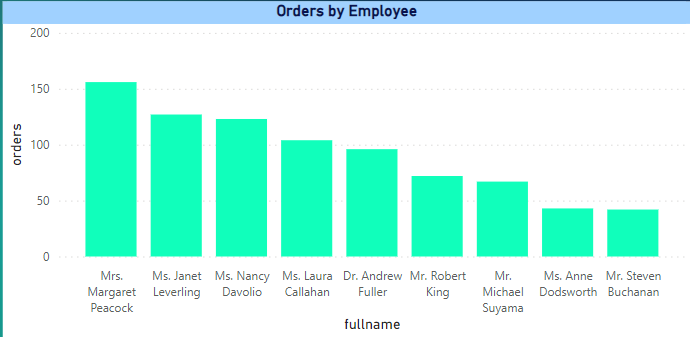 Orders by Employee
200
150
100
50
0
orders
Mrs. Margaret Peacock
Ms. Janet Leverling
Ms. Nancy Davolio
Ms. Laura Callahan
Dr. Andrew Fuller
Mr. Robert King
Mr. Michael Suyama
Ms. Anne Dodsworth
Mr. Steven Buchanan
fullname